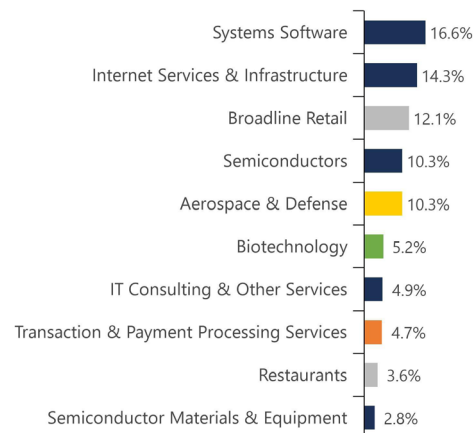 Systems Software 16.6%
Internet Services & Infrastructure 14.3%
Broadline Retail 12.1%
Semiconductors 10.3%
Aerospace & Defense 10.3%
Biotechnology 5.2%
IT Consulting & Other Services 4.9%
Transaction & Payment Processing Services 4.7%
Restaurants 3.6%
Semiconductor Materials & Equipment 2.8%